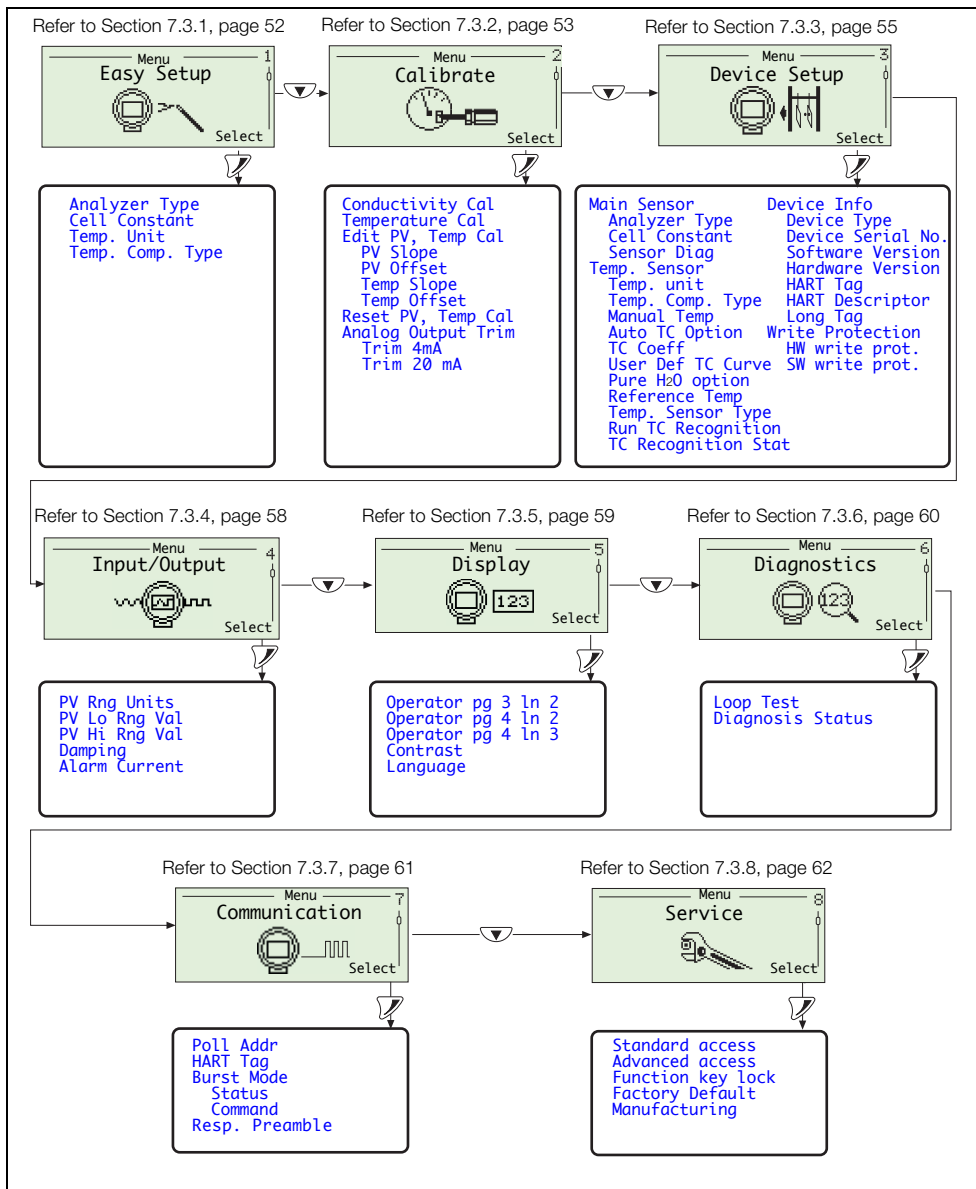 Refer to Section 7.3.1, page 52
Refer to Section 7.3.2, page 53
Refer to Section 7.3.3, page 55
Menu 1
Easy Setup
Select
Menu 2
Calibrate
Menu 3
Device Setup
Select
Analyzer Type
Cell Constant
Temp. Unit
Temp. Comp. Type
Conductivity Cal
Temperature Cal
Edit PV, Temp Cal
PV Slope
PV Offset
Temp Slope
Temp Offset
Reset PV, Temp Cal
Analog Output Trim
Trim 4mA
Trim 20 mA
Main Sensor
Analyzer Type
Cell Constant
Sensor Diag
Temp. Sensor
Temp. unit
Temp. Comp. Type
Manual Temp
Auto TC Option
TC Coeff
User Def TC Curve
Pure H2O option
Reference Temp
Temp. Sensor Type
Run TC Recognition
TC Recognition Stat
Device Info
Device Type
Device Serial No.
Software Version
Hardware Version
HART Tag
HART Descriptor
Long Tag
Write Protection
HW write prot.
SW write prot.
Refer to Section 7.3.4, page 58
Refer to Section 7.3.5, page 59
Refer to Section 7.3.6, page 60
Menu 4
Input/Output
Select
Menu 5
Display
123
Select
Menu 6
Diagnostics
123
Select
PV Rng Units
PV Lo Rng Val
PV Hi Rng Val
Damping
Alarm Current
Operator pg 3 ln 2
Operator pg 4 ln 2
Operator pg 4 ln 3
Contrast
Language
Loop Test
Diagnosis Status
Refer to Section 7.3.7, page 61
Refer to Section 7.3.8, page 62
Menu 7
Communication
Select
Menu 8
Service
Select
Poll Addr
HART Tag
Burst Mode
Status
Command
Resp. Preamble
Standard access
Advanced access
Function key lock
Factory Default
Manufacturing